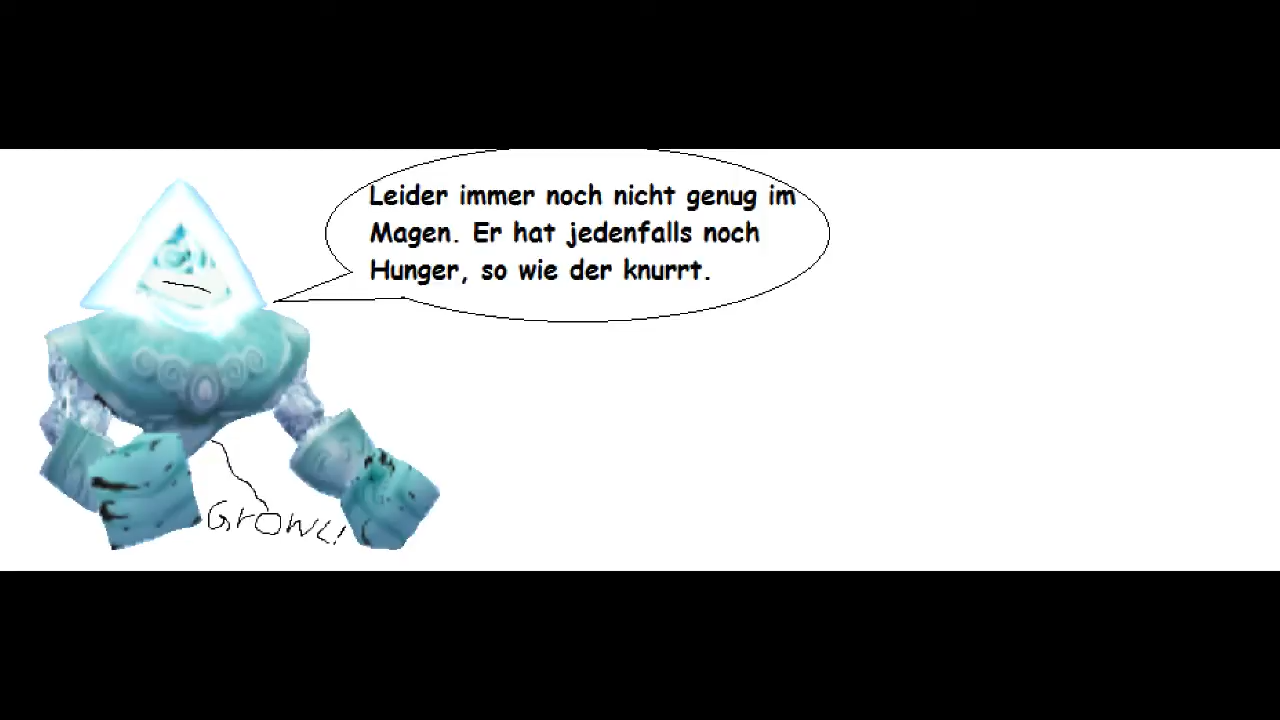 Leider immer noch nicht genug im
Magen. Er hat jedenfalls noch
Hunger, so wie der knurrt.
Growl!